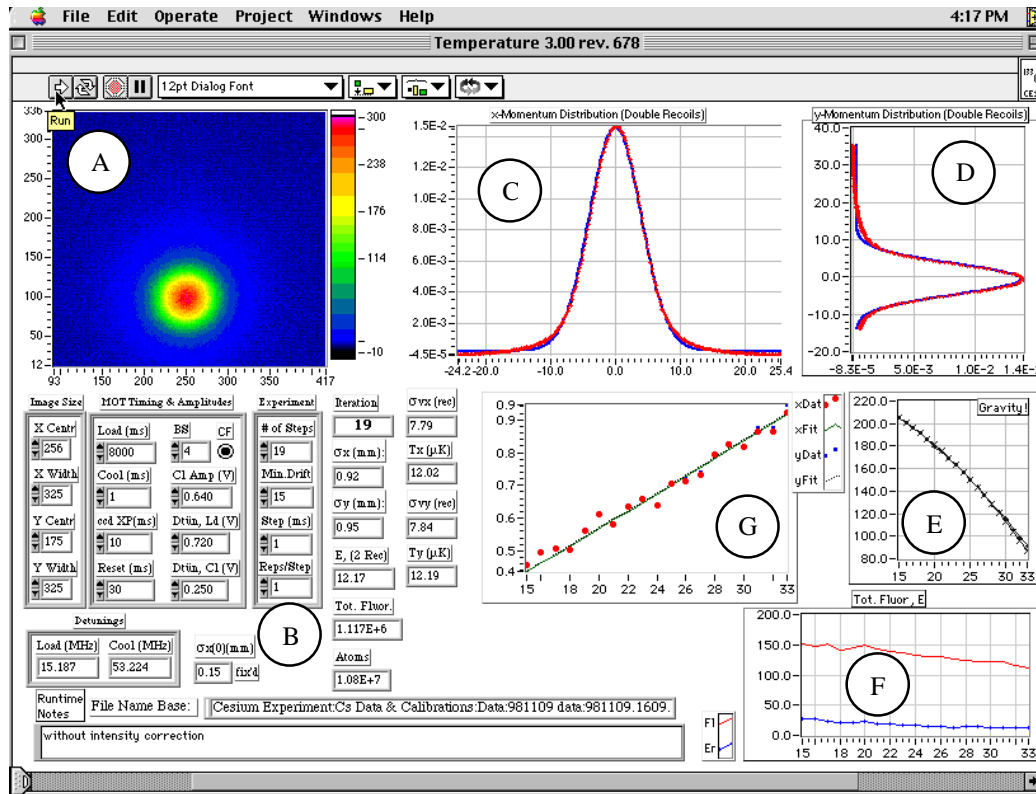 File Edit Operate Project Windows Help 4:17 PM
Temperature 3.00 rev. 678
12pt Dialog Font
Run
A
300-
250-
200-
150-
100-
50-
12-
93 150 200 250 300 350 417
-300
-238
-176
-114
-52
--10
x-Momentum Distribution (Double Recoils)
1.5E-2-
1.2E-2-
1.0E-2-
8.0E-3-
6.0E-3-
4.0E-3-
2.0E-3-
-4.5E-5-
-24.2-20.0 -10.0 0.0 10.0 20.0 25.4
C
y-Momentum Distribution (Double Recoils)
40.0-
30.0-
20.0-
10.0-
0.0-
-10.0-
-20.0-
-8.3E-5 5.0E-3 1.0E-2 1.4E-2
D
Image Size
X Centr
256
X Width
325
Y Centr
175
Y Width
325
MOT Timing & Amplitudes
Load (ms) BS CF
8000 4
Cool (ms) Cl Amp (V)
1 0.640
ccd XP(ms) Dtün, Ld (V)
10 0.720
Reset (ms) Dtün, Cl (V)
30 0.250
Experiment
# of Steps
19
Min.Drift
15
Step (ms)
1
Reps/Step
1
B
Iteration
19
σx (mm):
0.92
σy (mm):
0.95
E, (2 Rec)
12.17
Tot. Fluor.
1.117E+6
Atoms
1.08E+7
σvx (rec)
7.79
Tx (μK)
12.02
σvy (rec)
7.84
Ty (μK)
12.19
Detunings
Load (MHz) Cool (MHz)
15.187 53.224
σx(0)(mm)
0.15 fix'd
0.9-
0.8-
0.7-
0.6-
0.5-
0.4-
15 16 18 20 22 24 26 28 30 33
G
xDat
xFit
yDat
yFit
220.0-
200.0-
180.0-
160.0-
140.0-
120.0-
100.0-
80.0-
15 20 25 30 33
Gravity!
E
Tot. Fluor, E
200.0-
150.0-
100.0-
50.0-
0.0-
15 18 20 22 24 26 28 30 33
F
Fl
Er
Runtime Notes
File Name Base: Cesium Experiment:Cs Data & Calibrations:Data:981109 data:981109.1609.
without intensity correction